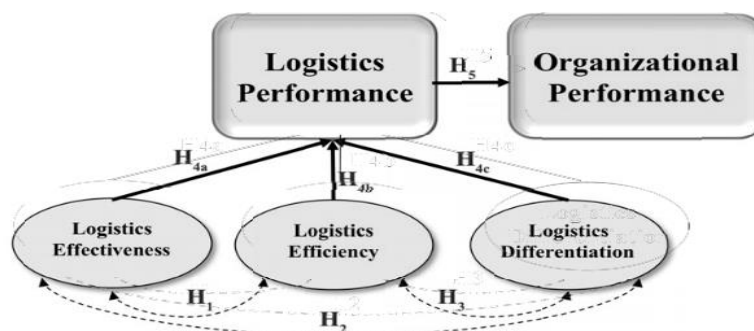 Logistics
Performance
H5
Organizational
Performance
H4a
H4b
H4c
Logistics
Effectiveness
Logistics
Efficiency
Logistics
Differentiation
H1
H3
H2